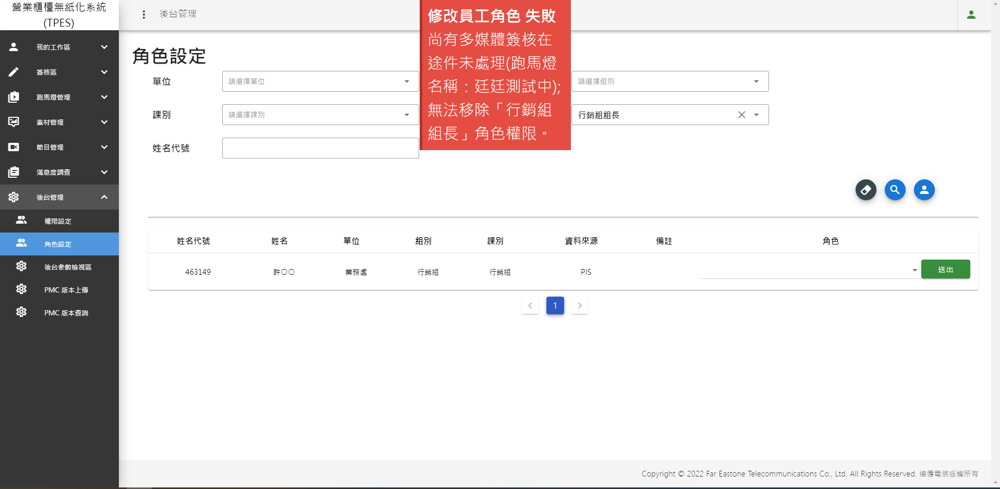 營業櫃檯無紙化系統
(TPES)
後台管理
修改員工角色 失敗
尚有多媒體簽核在
途件未處理(跑馬燈
名稱：廷廷測試中);
無法移除「行銷組
組長」角色權限。
我的工作區
簽核區
跑馬燈管理
素材管理
節目管理
滿意度調查
後台管理
權限設定
角色設定
後台參數檢視區
PMC 版本上傳
PMC 版本查詢
角色設定
單位 請選擇單位 請選擇組別
課別 請選擇課別 行銷組組長
姓名代號
姓名代號 姓名 單位 組別 課別 資料來源 備註 角色
463149 許〇〇 業務處 行銷組 行銷組 PIS 送出
1
Copyright © 2022 Far Eastone Telecommunications Co., Ltd. All Rights Reserved. 遠傳電信版權所有